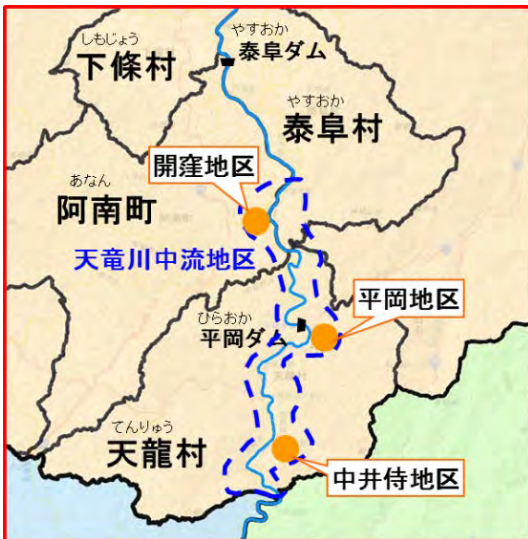 しもじょう
下條村
やすおか
泰阜ダム
やすおか
泰阜村
開窪地区
あなん
阿南町
天竜川中流地区
平岡地区
ひらおか
平岡ダム
てんりゅう
天龍村
中井侍地区